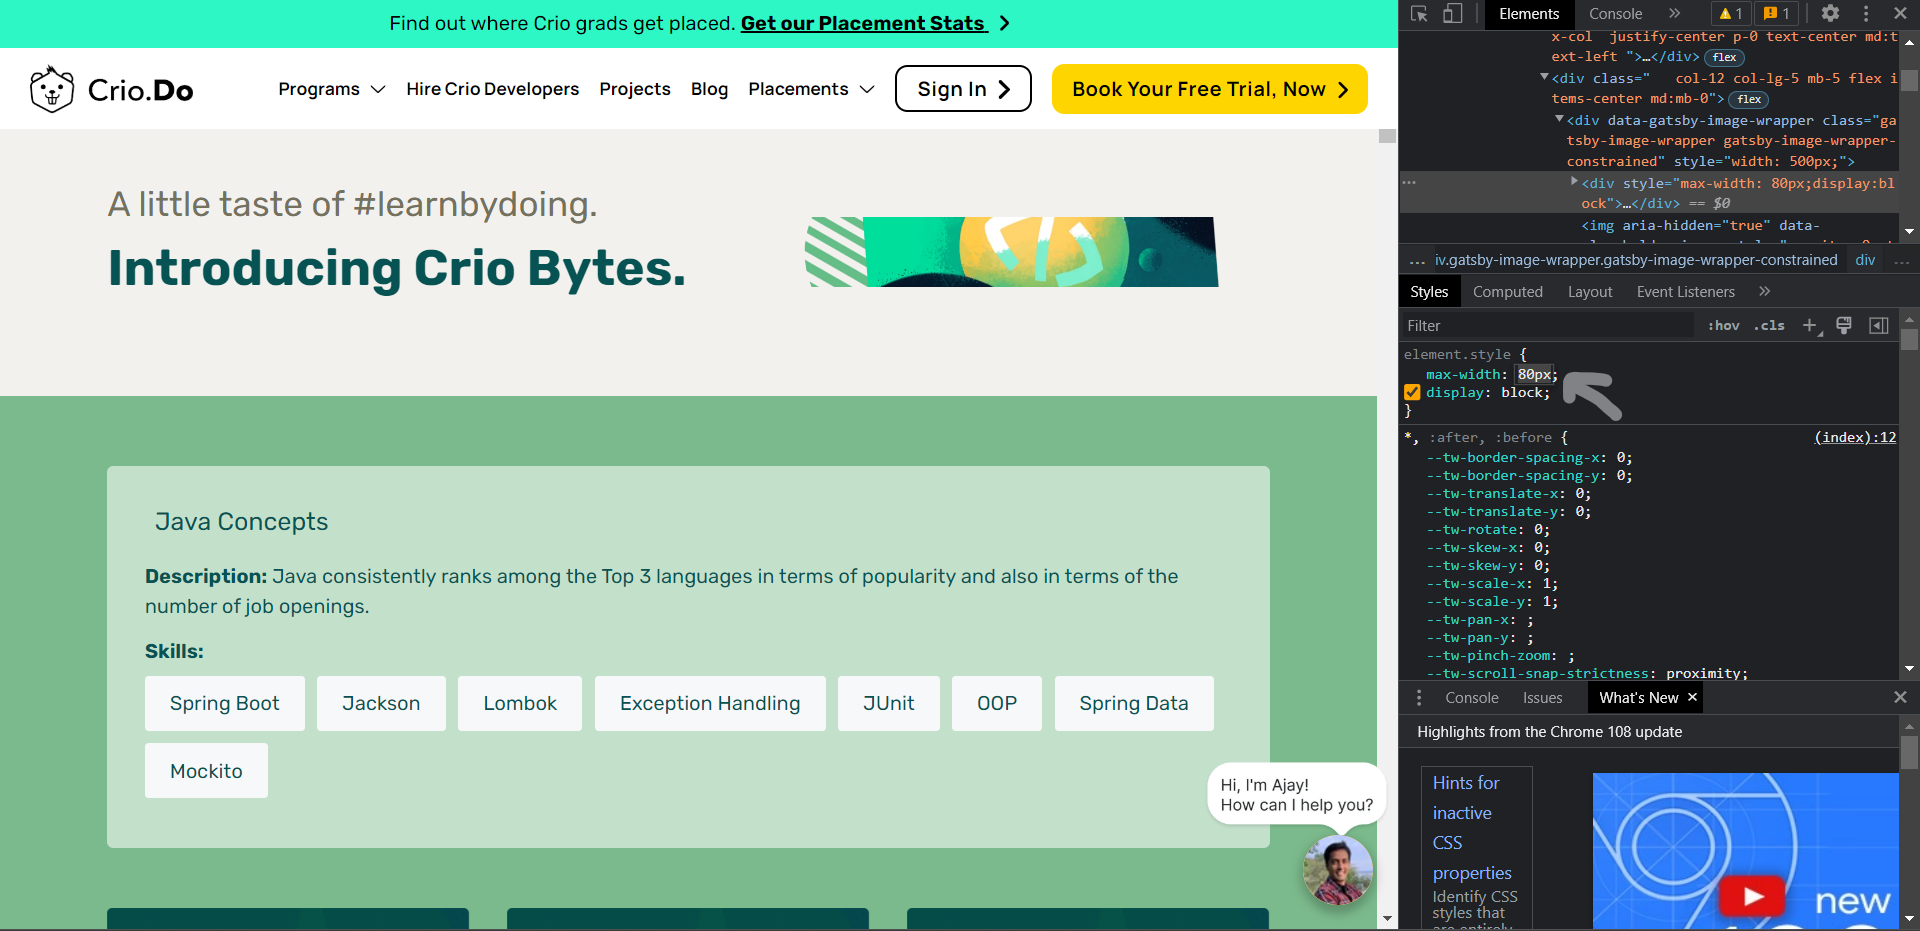 Find out where Crio grads get placed. Get our Placement Stats
Crio.Do
Programs
Hire Crio Developers
Projects
Blog
Placements
Sign In
Book Your Free Trial, Now
A little taste of #learnbydoing.
Introducing Crio Bytes.
Java Concepts
Description: Java consistently ranks among the Top 3 languages in terms of popularity and also in terms of the
number of job openings.
Skills:
Spring Boot
Jackson
Lombok
Exception Handling
JUnit
OOP
Spring Data
Mockito
Hi, I'm Ajay!
How can I help you?
Elements
Console
1
1
x-col justify-center p-0 text-center md:t
ext-left ">…</div> flex
<div class=" col-12 col-lg-5 mb-5 flex i
tems-center md:mb-0"> flex
<div data-gatsby-image-wrapper class="ga
tsby-image-wrapper gatsby-image-wrapper-
constrained" style="width: 500px;">
<div style="max-width: 80px;display:bl
ock">…</div> == $0
<img aria-hidden="true" data-
... iv.gatsby-image-wrapper.gatsby-image-wrapper-constrained div ...
Styles
Computed
Layout
Event Listeners
Filter
:hov .cls
element.style {
max-width: 80px;
display: block;
}
*, :after, :before {
(index):12
--tw-border-spacing-x: 0;
--tw-border-spacing-y: 0;
--tw-translate-x: 0;
--tw-translate-y: 0;
--tw-rotate: 0;
--tw-skew-x: 0;
--tw-skew-y: 0;
--tw-scale-x: 1;
--tw-scale-y: 1;
--tw-pan-x: ;
--tw-pan-y: ;
--tw-pinch-zoom: ;
--tw-scroll-snap-strictness: proximity;
Console
Issues
What's New
Highlights from the Chrome 108 update
Hints for
inactive
CSS
properties
Identify CSS
styles that
are entirely
new